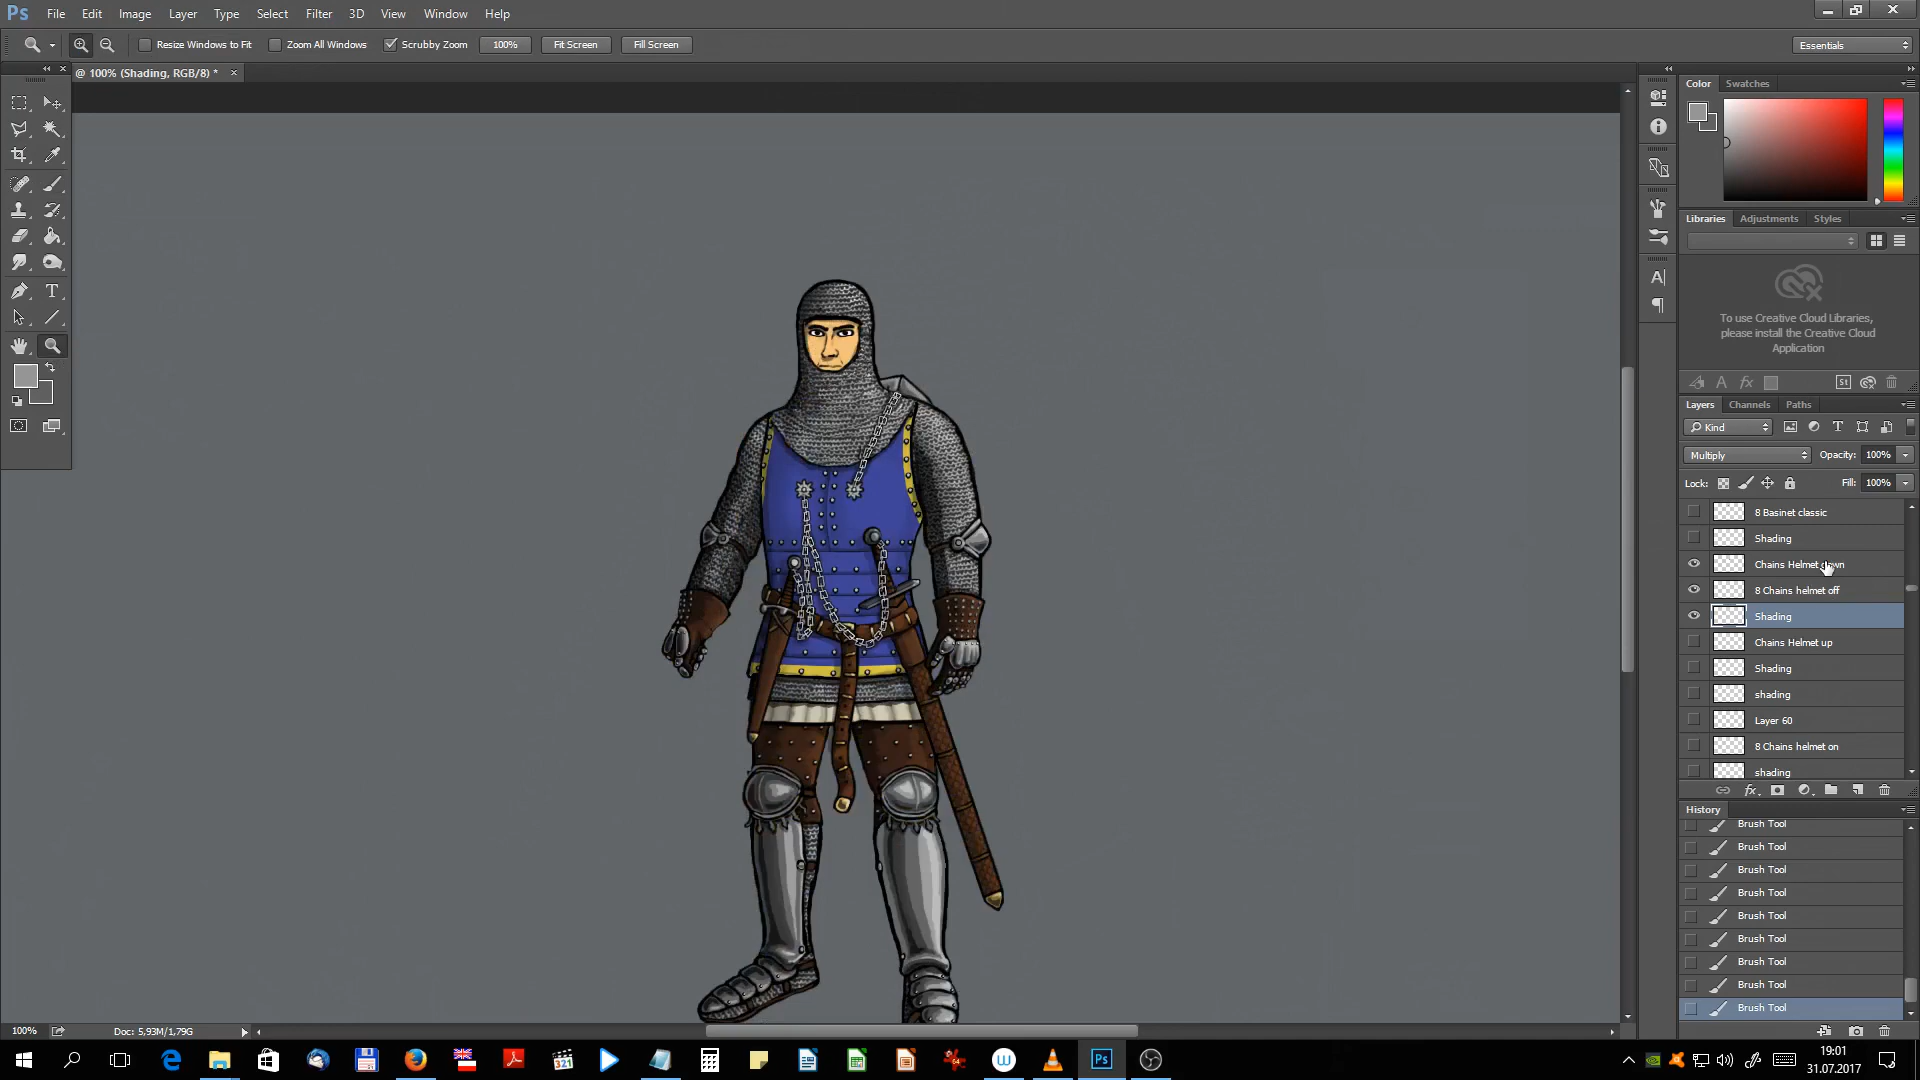 Ps File Edit Image Layer Type Select Filter 3D View Window Help
Resize Windows to Fit Zoom All Windows Scrubby Zoom 100% Fit Screen Fill Screen Essentials
@ 100% (Shading, RGB/8) *
Color Swatches
Libraries Adjustments Styles
To use Creative Cloud Libraries,
please install the Creative Cloud
Application
St
Layers Channels Paths
Kind
Multiply Opacity: 100%
Lock: Fill: 100%
8 Basinet classic
Shading
Chains Helmet down
8 Chains helmet off
Shading
Chains Helmet up
Shading
shading
Layer 60
8 Chains helmet on
shading
History
Brush Tool
Brush Tool
Brush Tool
Brush Tool
Brush Tool
Brush Tool
Brush Tool
Brush Tool
Brush Tool
100% Doc: 5,93M/1,79G
19:01
31.07.2017